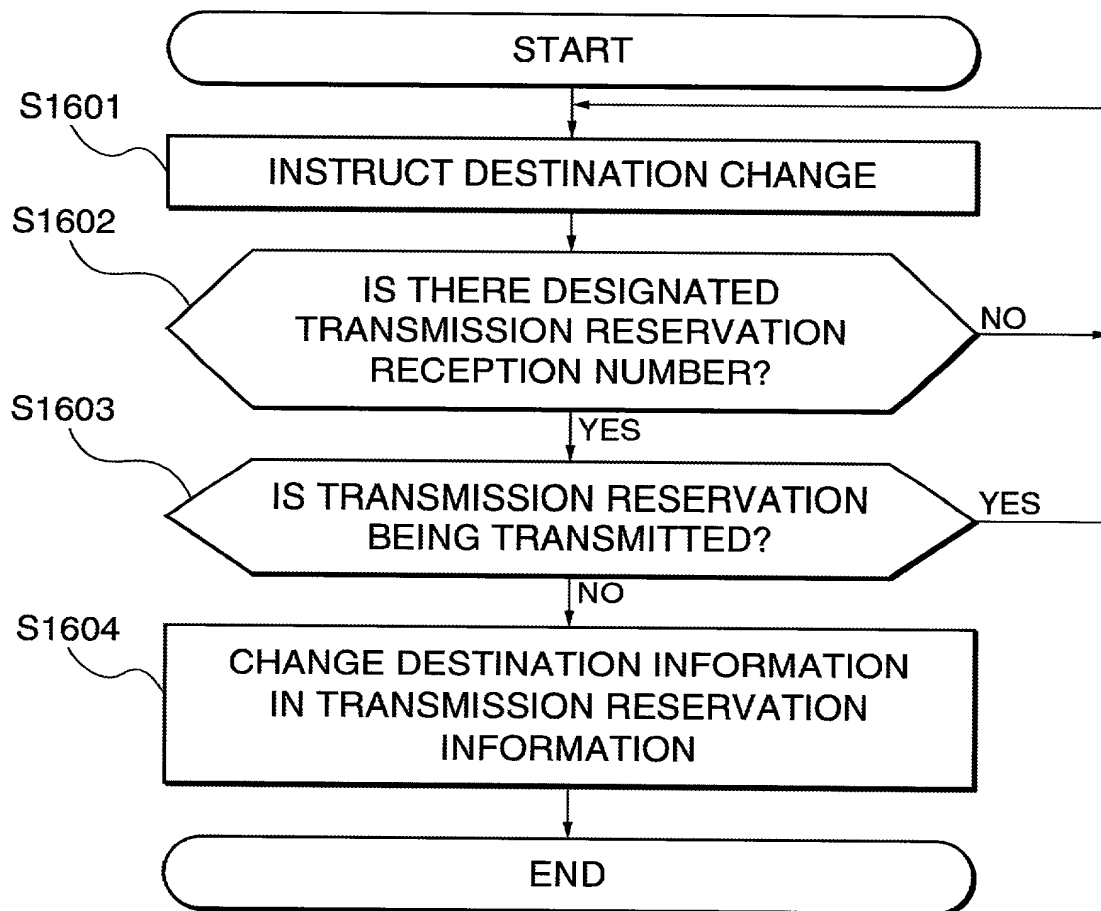 START
S1601
INSTRUCT DESTINATION CHANGE
S1602
IS THERE DESIGNATED
TRANSMISSION RESERVATION
RECEPTION NUMBER?
NO
S1603
YES
IS TRANSMISSION RESERVATION
BEING TRANSMITTED?
YES
NO
S1604
CHANGE DESTINATION INFORMATION
IN TRANSMISSION RESERVATION
INFORMATION
END